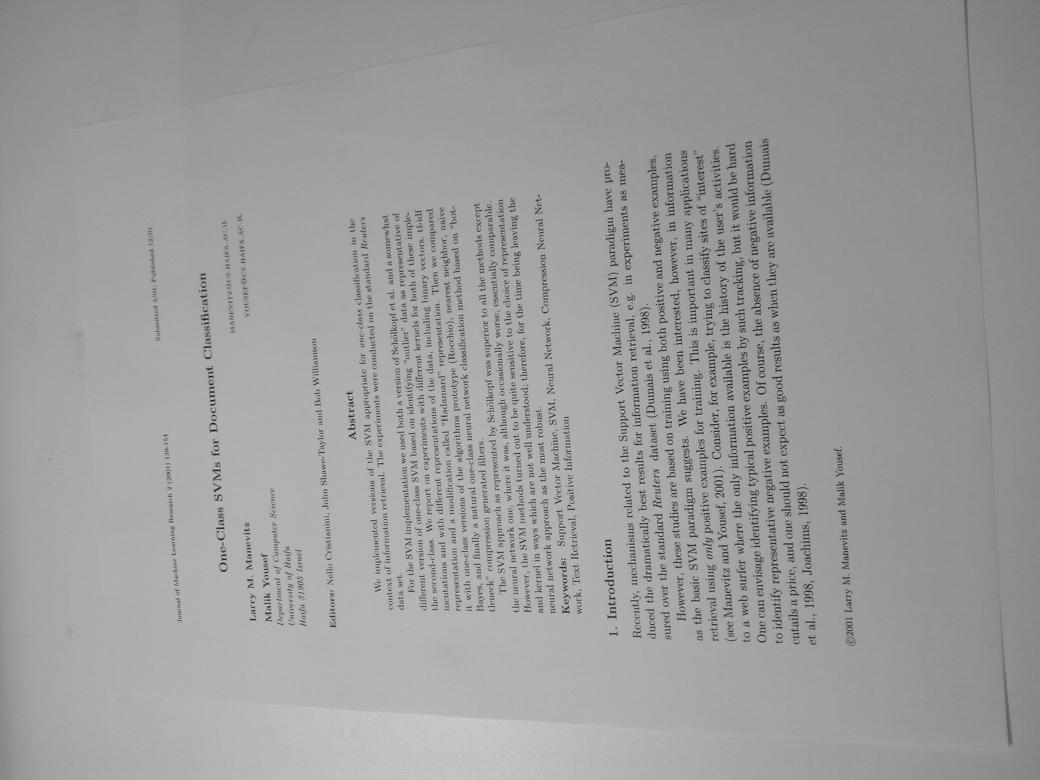 Journal of Machine Learning Research 2 (2001) 139-154
Submitted 3/01; Published 12/01
One-Class SVMs for Document Classification
Larry M. Manevitz
MANEVITZ@CS.HAIFA.AC.IL
Malik Yousef
YOUSEF@CS.HAIFA.AC.IL
Department of Computer Science
University of Haifa
Haifa 31905 Israel
Editors: Nello Cristianini, John Shawe-Taylor and Bob Williamson
Abstract
We implemented versions of the SVM appropriate for one-class classification in the
context of information retrieval. The experiments were conducted on the standard Reuters
data set.
For the SVM implementation we used both a version of Schölkopf et al. and a somewhat
different version of one-class SVM based on identifying "outlier" data as representative of
the second-class. We report on experiments with different kernels for both of these imple-
mentations and with different representations of the data, including binary vectors, tf-idf
representation and a modification called "Hadamard" representation. Then we compared
it with one-class versions of the algorithms prototype (Rocchio), nearest neighbor, naive
Bayes, and finally a natural one-class neural network classification method based on "bot-
tleneck" compression generated filters.
The SVM approach as represented by Schölkopf was superior to all the methods except
the neural network one, where it was, although occasionally worse, essentially comparable.
However, the SVM methods turned out to be quite sensitive to the choice of representation
and kernel in ways which are not well understood; therefore, for the time being leaving the
neural network approach as the most robust.
Keywords: Support Vector Machine, SVM, Neural Network, Compression Neural Net-
work, Text Retrieval, Positive Information
1. Introduction
Recently, mechanisms related to the Support Vector Machine (SVM) paradigm have pro-
duced the dramatically best results for information retrieval, e.g. in experiments as mea-
sured over the standard Reuters dataset (Dumais et al., 1998).
However, these studies are based on training using both positive and negative examples,
as the basic SVM paradigm suggests. We have been interested, however, in information
retrieval using only positive examples for training. This is important in many applications
(see Manevitz and Yousef, 2001). Consider, for example, trying to classify sites of "interest"
to a web surfer where the only information available is the history of the user's activities.
One can envisage identifying typical positive examples by such tracking, but it would be hard
to identify representative negative examples. Of course, the absence of negative information
entails a price, and one should not expect as good results as when they are available (Dumais
et al., 1998, Joachims, 1998).
©2001 Larry M. Manevitz and Malik Yousef.